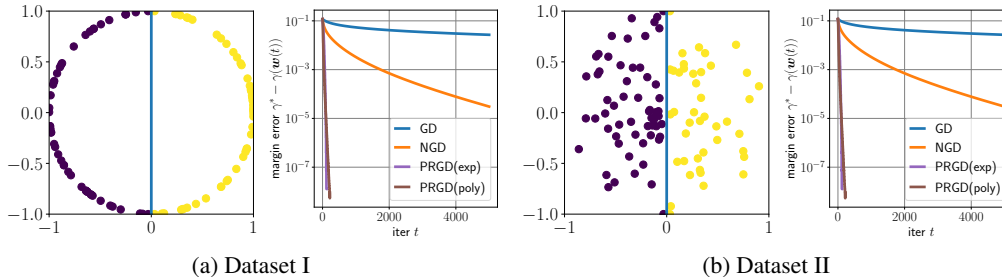 1.0
0.5
0.0
−0.5
−1.0
−1 0 1
margin error γ* − γ(w(t))
10⁻¹
10⁻³
10⁻⁵
10⁻⁷
GD
NGD
PRGD(exp)
PRGD(poly)
0 2000 4000
iter t
(a) Dataset I
1.0
0.5
0.0
−0.5
−1.0
−1 0 1
margin error γ* − γ(w(t))
10⁻¹
10⁻³
10⁻⁵
10⁻⁷
GD
NGD
PRGD(exp)
PRGD(poly)
0 2000 4000
iter t
(b) Dataset II